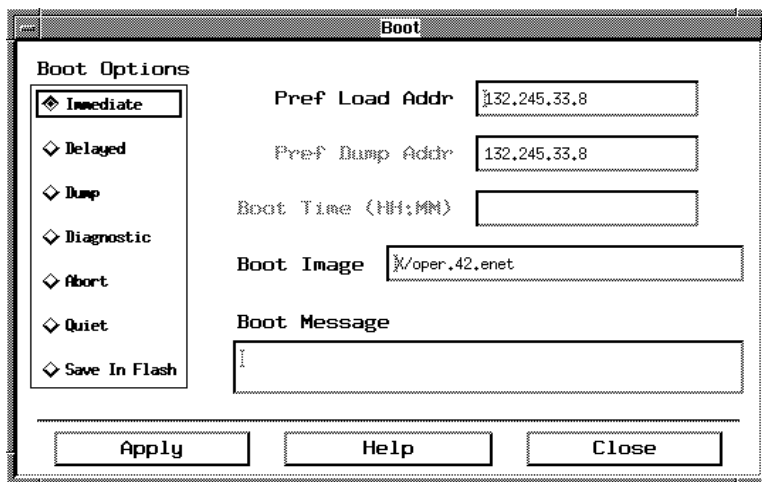 Boot
Boot Options
Immediate
Delayed
Dump
Diagnostic
Abort
Quiet
Save In Flash
Pref Load Addr 132.245.33.8
Pref Dump Addr 132.245.33.8
Boot Time (HH:MM)
Boot Image X/oper.42.enet
Boot Message
Apply Help Close